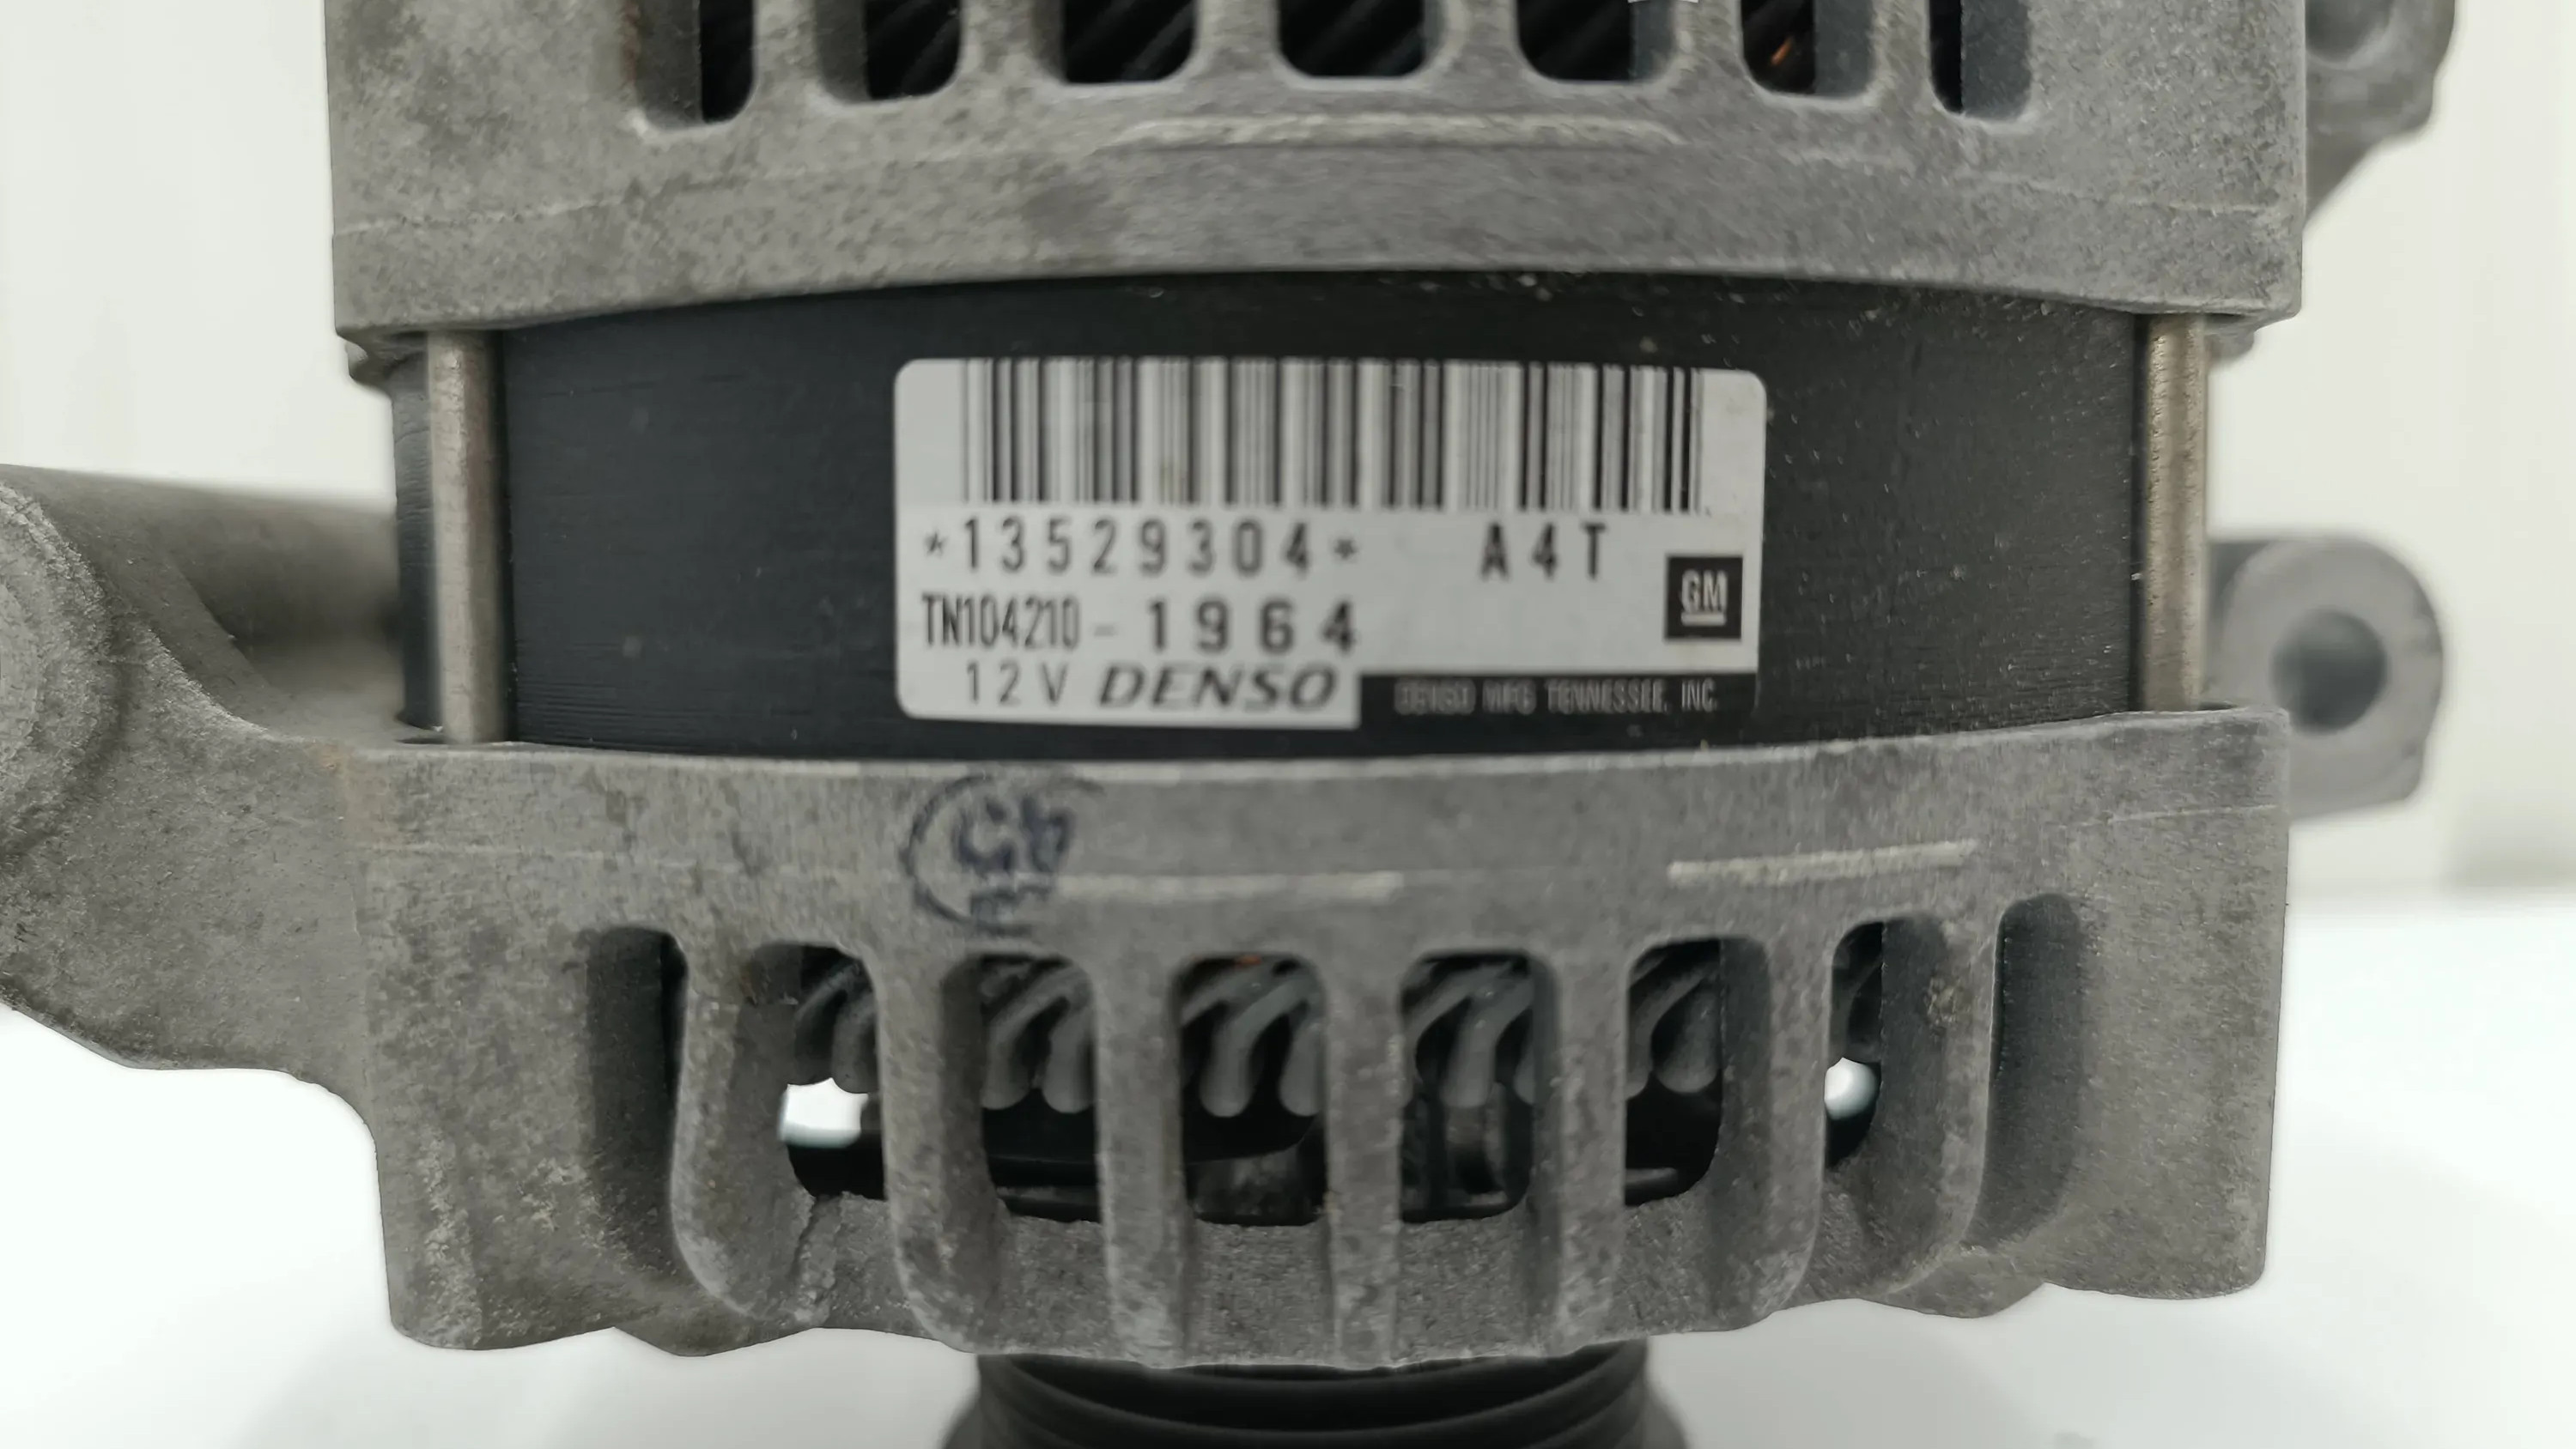 *13529304* A4T
GM
TN104210-1964
12V DENSO
DENSO MFG TENNESSEE, INC.